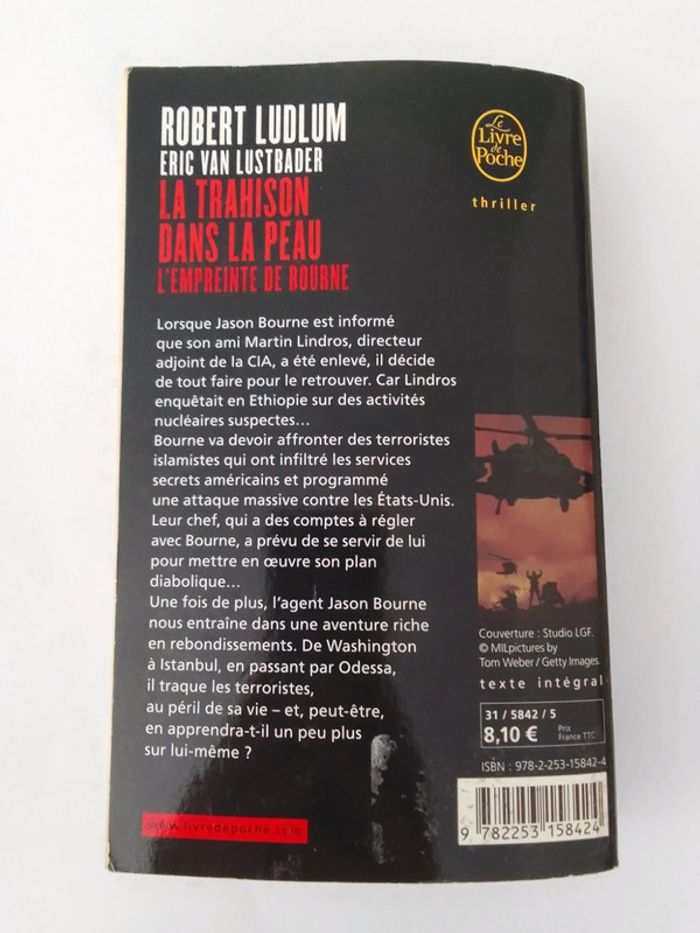 ROBERT LUDLUM
ERIC VAN LUSTBADER
LA TRAHISON
DANS LA PEAU
L'EMPREINTE DE BOURNE
Le
Livre
de
Poche
thriller
Lorsque Jason Bourne est informé
que son ami Martin Lindros, directeur
adjoint de la CIA, a été enlevé, il décide
de tout faire pour le retrouver. Car Lindros
enquêtait en Ethiopie sur des activités
nucléaires suspectes...
Bourne va devoir affronter des terroristes
islamistes qui ont infiltré les services
secrets américains et programmé
une attaque massive contre les États-Unis.
Leur chef, qui a des comptes à régler
avec Bourne, a prévu de se servir de lui
pour mettre en œuvre son plan
diabolique...
Une fois de plus, l'agent Jason Bourne
nous entraîne dans une aventure riche
en rebondissements. De Washington
à Istanbul, en passant par Odessa,
il traque les terroristes,
au péril de sa vie – et, peut-être,
en apprendra-t-il un peu plus
sur lui-même ?
www.livredepoche.com
Couverture : Studio LGF.
© MILpictures by
Tom Weber / Getty Images.
texte intégral
31 / 5842 / 5
8,10 € Prix
France TTC
ISBN : 978-2-253-15842-4
9 782253 158424